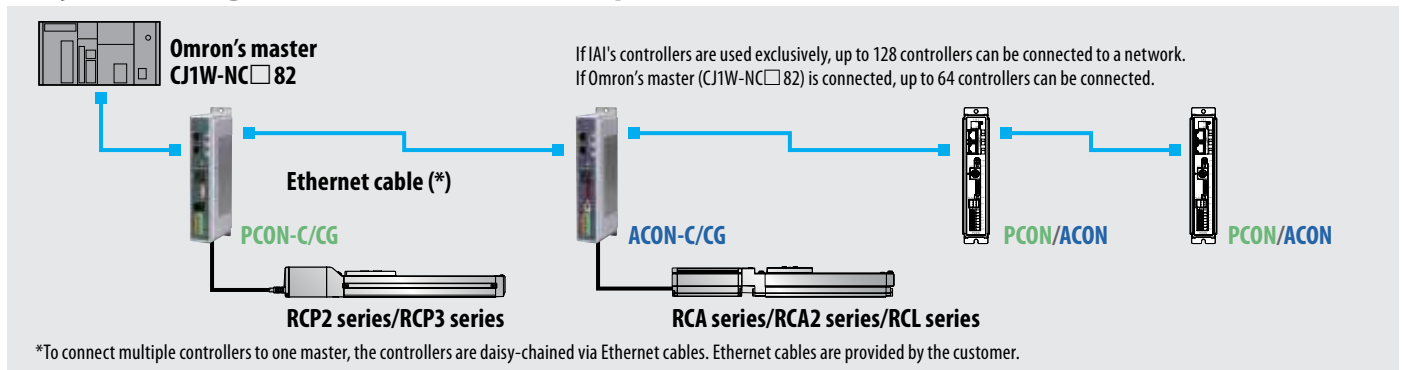 Omron's master
CJ1W-NC□ 82
If IAI's controllers are used exclusively, up to 128 controllers can be connected to a network.
If Omron’s master (CJ1W-NC□ 82) is connected, up to 64 controllers can be connected.
Ethernet cable (*)
PCON-C/CG
ACON-C/CG
PCON/ACON
PCON/ACON
RCP2 series/RCP3 series
RCA series/RCA2 series/RCL series
*To connect multiple controllers to one master, the controllers are daisy-chained via Ethernet cables. Ethernet cables are provided by the customer.